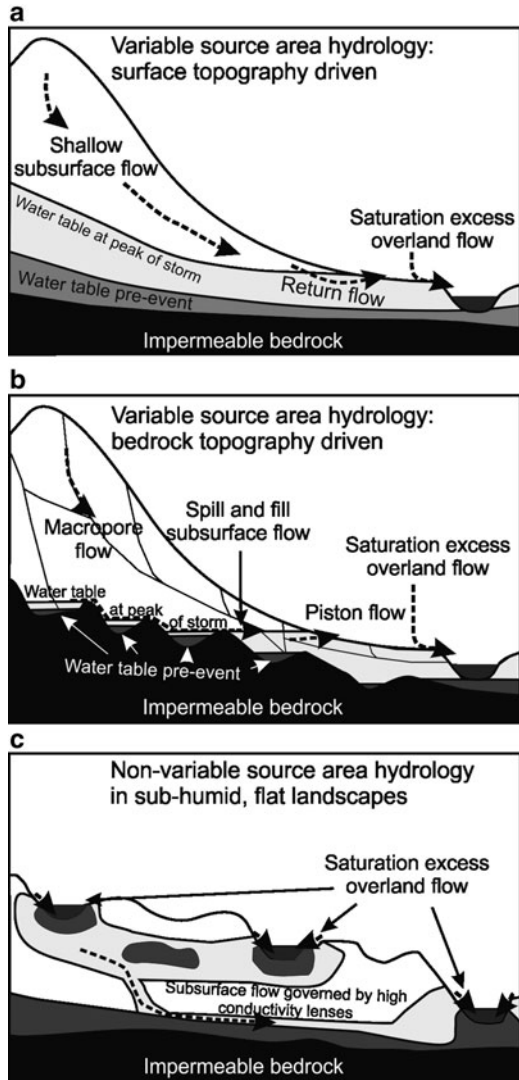 a
Variable source area hydrology:
surface topography driven
Shallow
subsurface flow
Water table at peak of storm
Saturation excess
overland flow
Return flow
Water table pre-event
Impermeable bedrock
b
Variable source area hydrology:
bedrock topography driven
Macropore
flow
Spill and fill
subsurface flow
Saturation excess
overland flow
Water table
at peak
of storm
Piston flow
Water table pre-event
Impermeable bedrock
c
Non-variable source area hydrology
in sub-humid, flat landscapes
Saturation excess
overland flow
Subsurface flow governed by high
conductivity lenses
Impermeable bedrock